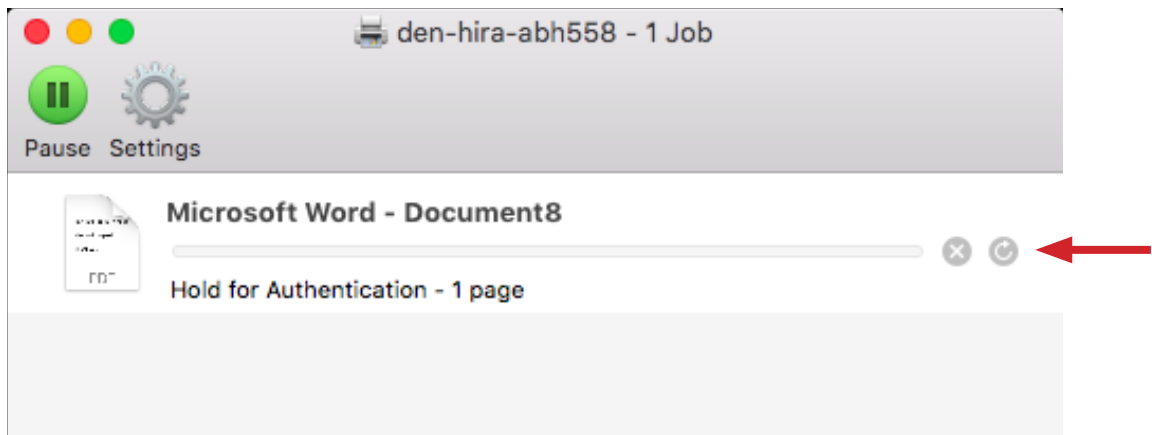 den-hira-abh558 - 1 Job
Pause Settings
Microsoft Word - Document8
Hold for Authentication - 1 page